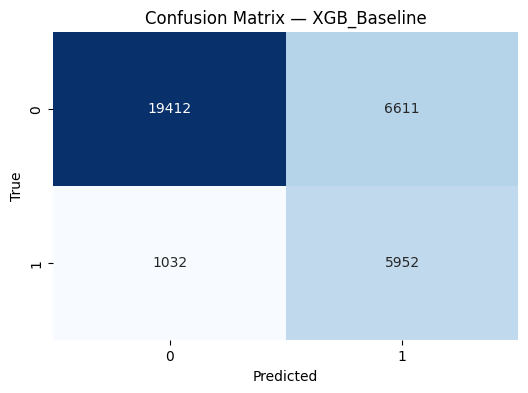 Confusion Matrix — XGB_Baseline
0
19412
6611
True
1
1032
5952
0
1
Predicted